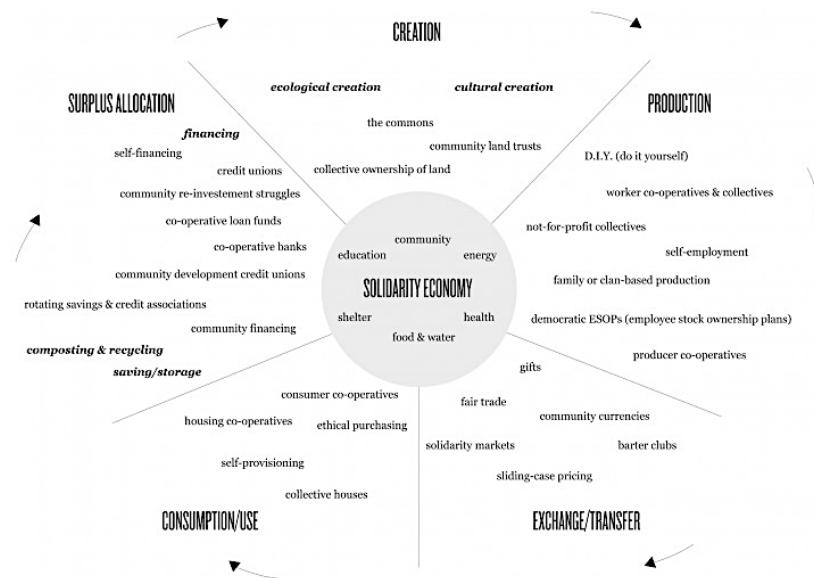 CREATION
ecological creation
cultural creation
the commons
community land trusts
collective ownership of land
SURPLUS ALLOCATION
financing
self-financing
credit unions
community re-investement struggles
co-operative loan funds
co-operative banks
community development credit unions
rotating savings & credit associations
community financing
composting & recycling
saving/storage
PRODUCTION
D.I.Y. (do it yourself)
worker co-operatives & collectives
not-for-profit collectives
self-employment
family or clan-based production
democratic ESOPs (employee stock ownership plans)
producer co-operatives
community
education
energy
SOLIDARITY ECONOMY
shelter
health
food & water
consumer co-operatives
housing co-operatives
ethical purchasing
self-provisioning
collective houses
CONSUMPTION/USE
gifts
fair trade
community currencies
solidarity markets
barter clubs
sliding-case pricing
EXCHANGE/TRANSFER